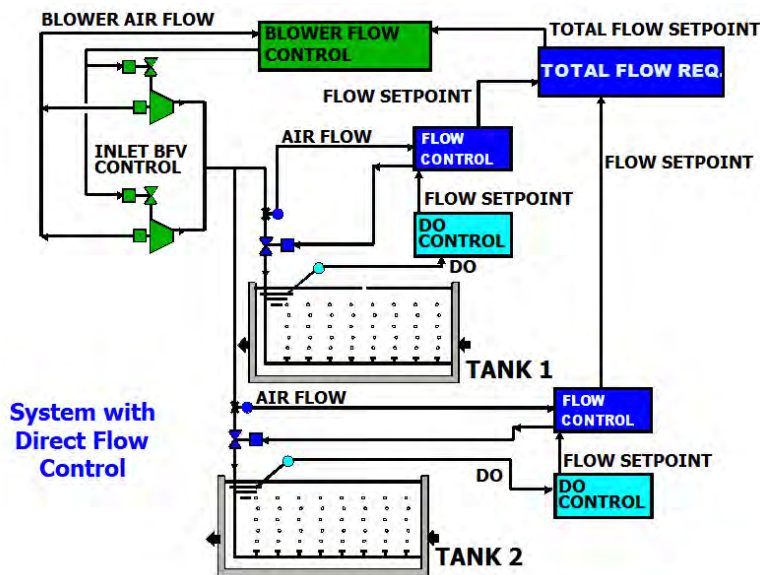 BLOWER AIR FLOW
BLOWER FLOW
CONTROL
TOTAL FLOW SETPOINT
TOTAL FLOW REQ.
FLOW SETPOINT
AIR FLOW
FLOW
CONTROL
INLET BFV
CONTROL
FLOW SETPOINT
FLOW SETPOINT
DO
CONTROL
DO
TANK 1
AIR FLOW
FLOW
CONTROL
System with
Direct Flow
Control
FLOW SETPOINT
DO
DO
CONTROL
TANK 2